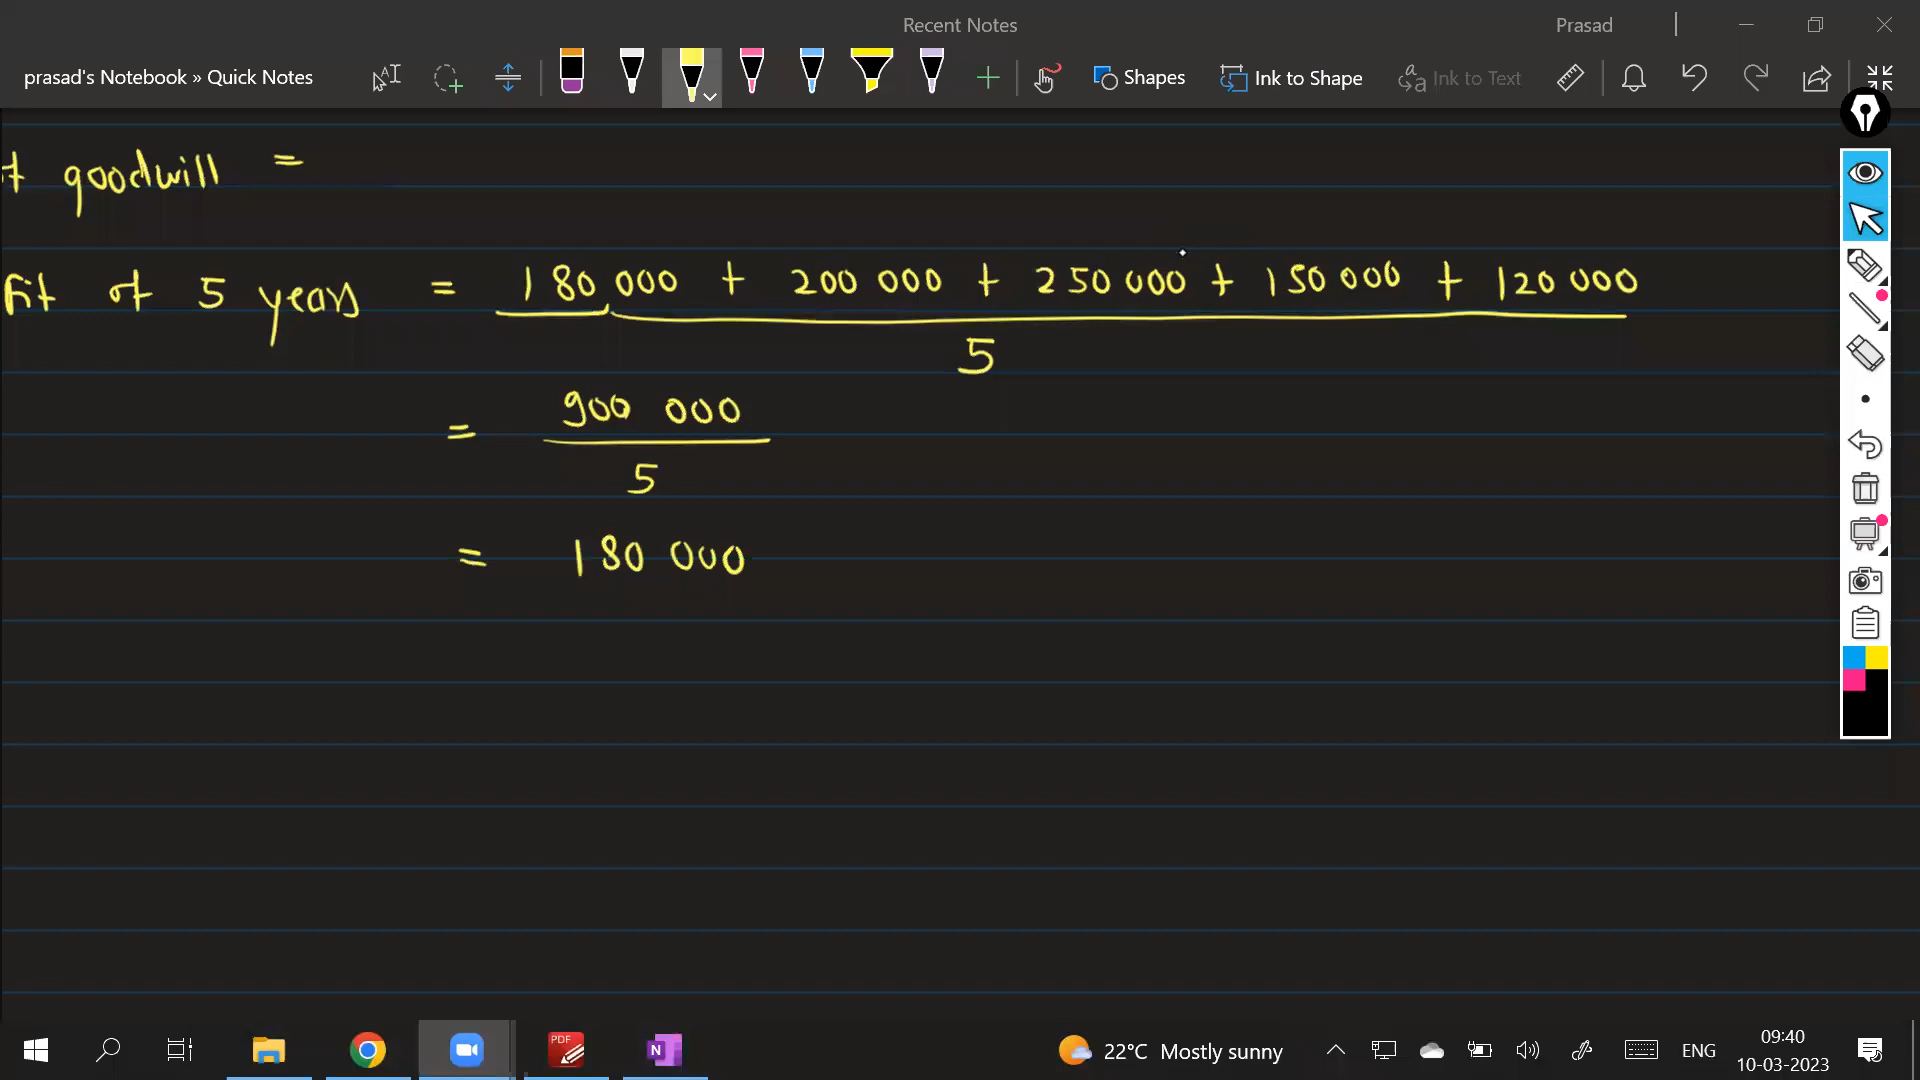 Recent Notes
Prasad
prasad's Notebook » Quick Notes
Shapes
Ink to Shape
Ink to Text
goodwill =
fit of 5 years = 180 000 + 200 000 + 250 000 + 150 000 + 120 000
5
= 900 000
5
= 180 000
PDF
N
22°C Mostly sunny
ENG
09:40
10-03-2023